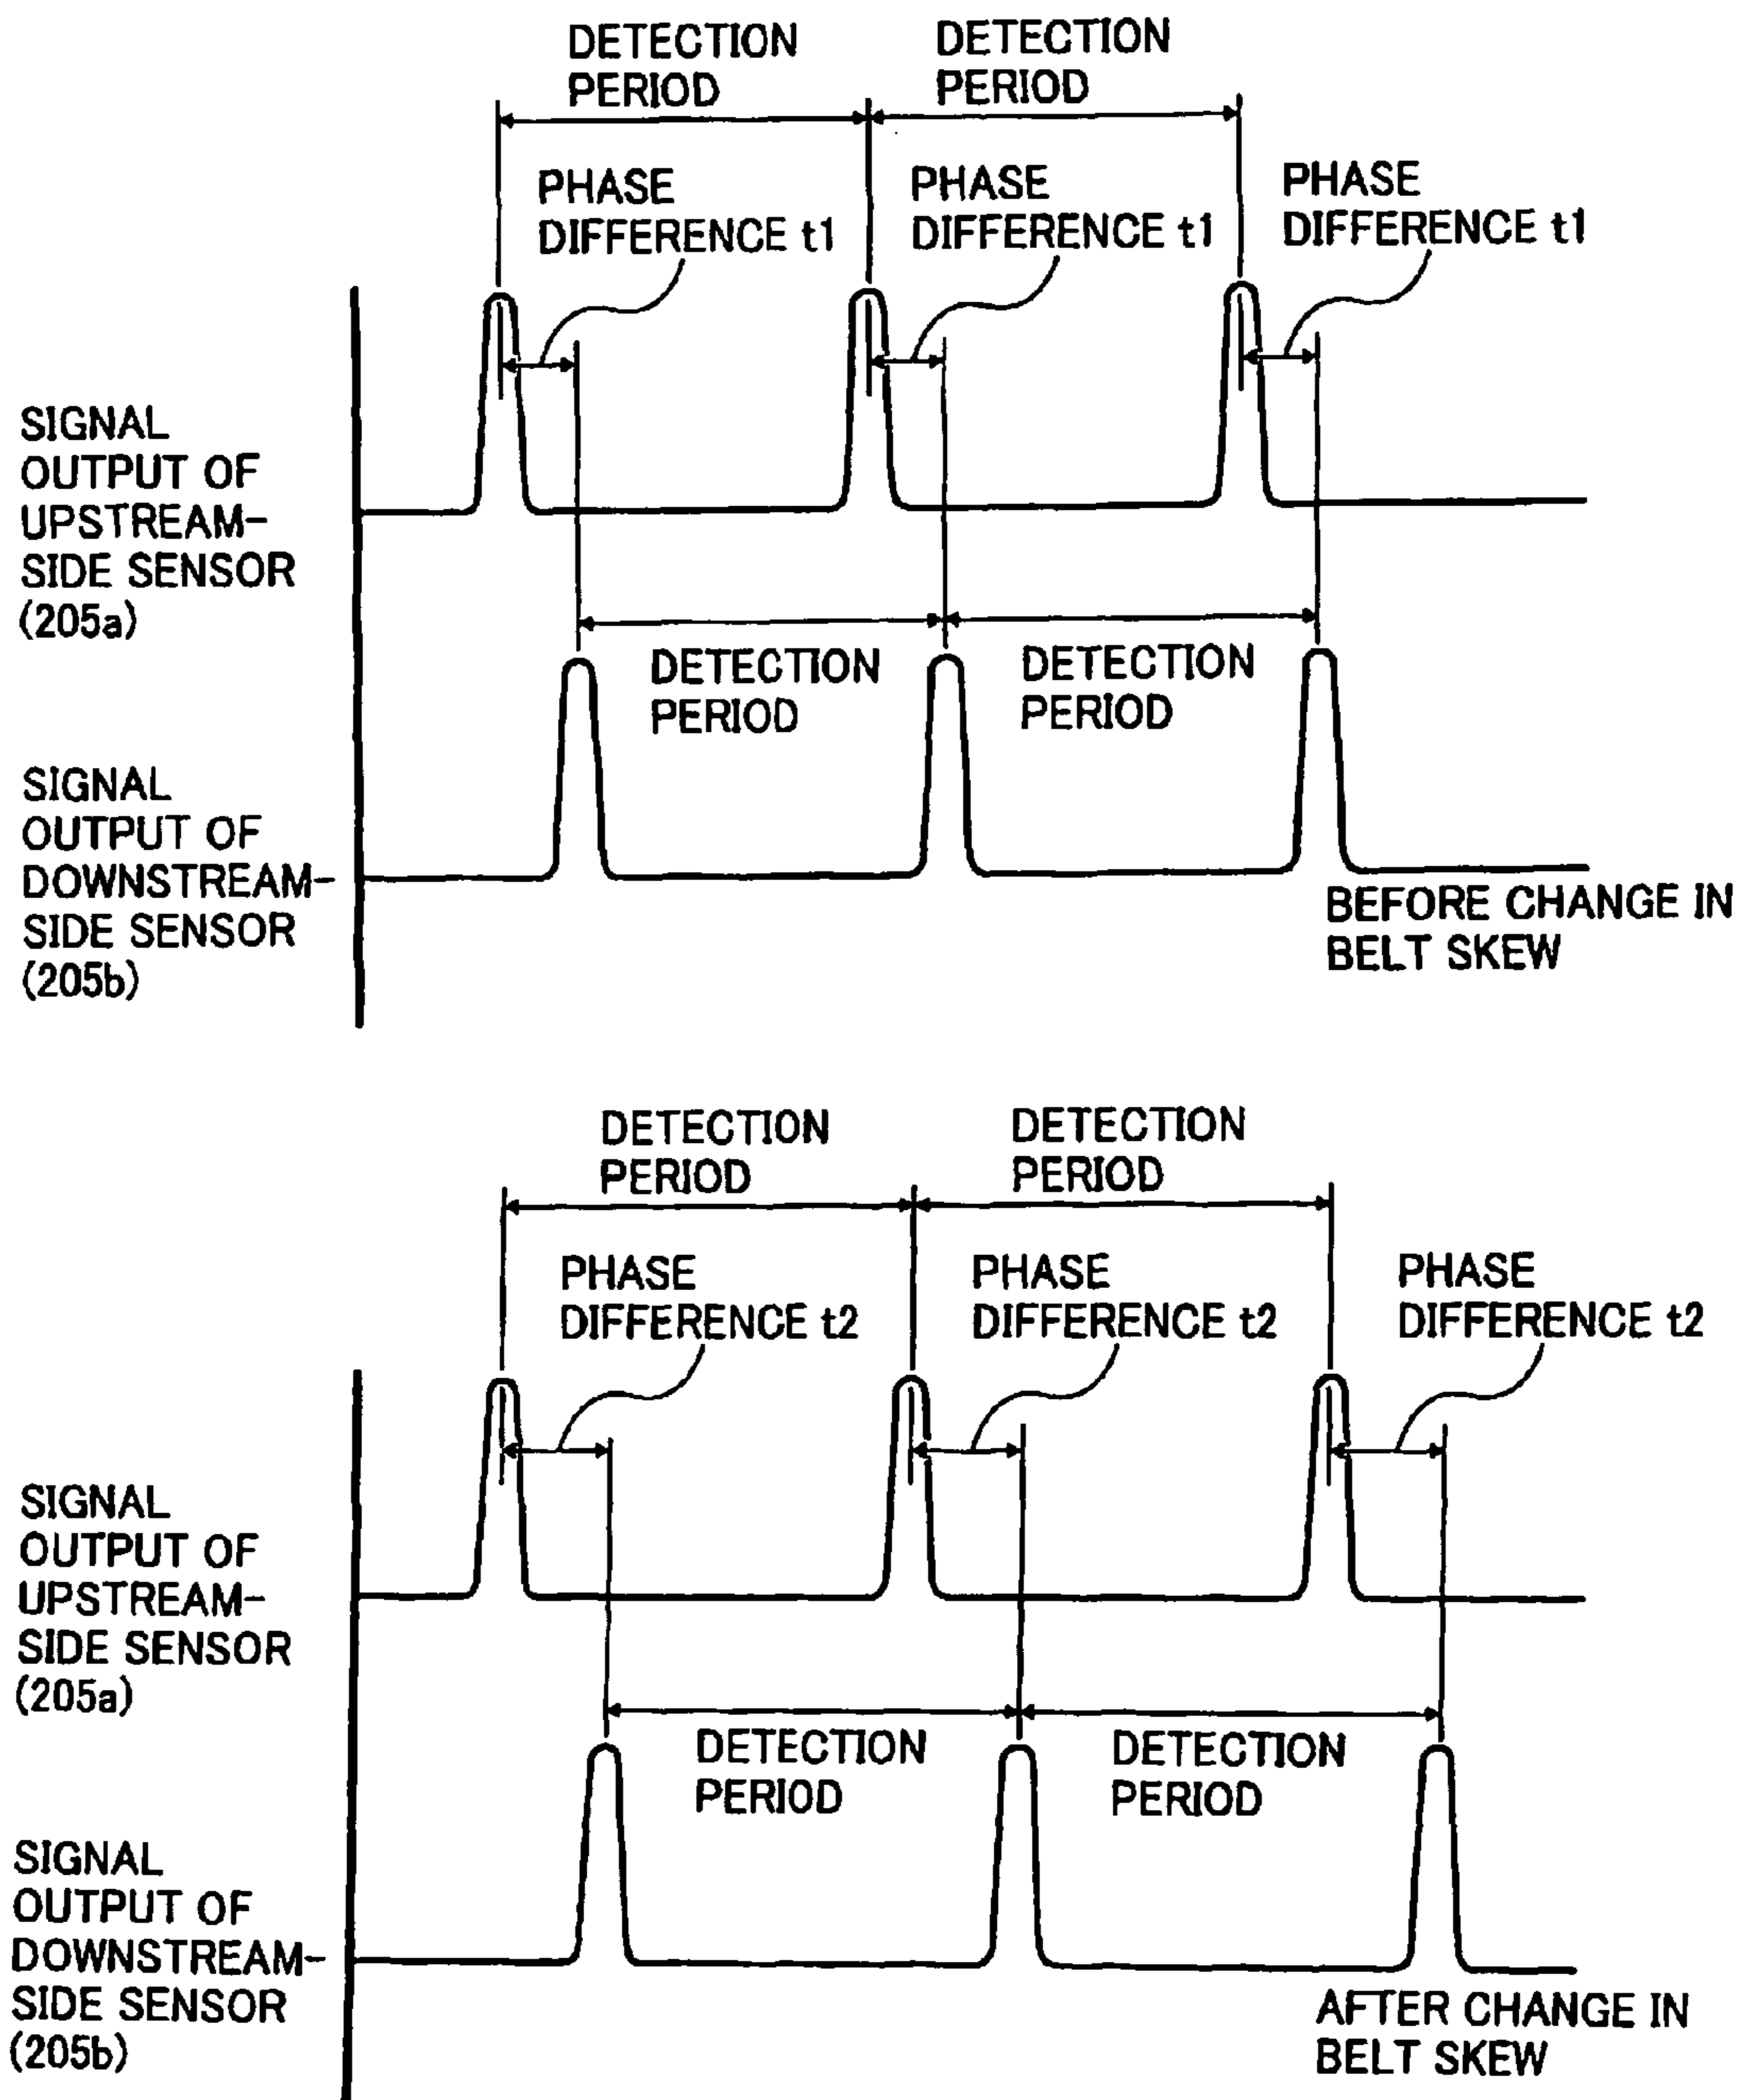 DETECTION
PERIOD
DETECTION
PERIOD
PHASE
DIFFERENCE t1
PHASE
DIFFERENCE t1
PHASE
DIFFERENCE t1
SIGNAL
OUTPUT OF
UPSTREAM-
SIDE SENSOR
(205a)
DETECTION
PERIOD
DETECTION
PERIOD
SIGNAL
OUTPUT OF
DOWNSTREAM-
SIDE SENSOR
(205b)
BEFORE CHANGE IN
BELT SKEW
DETECTION
PERIOD
DETECTION
PERIOD
PHASE
DIFFERENCE t2
PHASE
DIFFERENCE t2
PHASE
DIFFERENCE t2
SIGNAL
OUTPUT OF
UPSTREAM-
SIDE SENSOR
(205a)
DETECTION
PERIOD
DETECTION
PERIOD
SIGNAL
OUTPUT OF
DOWNSTREAM-
SIDE SENSOR
(205b)
AFTER CHANGE IN
BELT SKEW